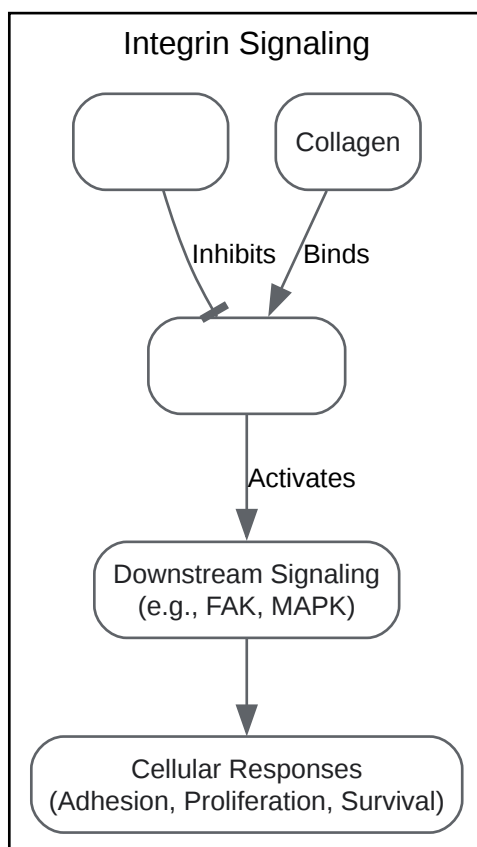 Integrin Signaling
Collagen
Inhibits
Binds
Activates
Downstream Signaling
(e.g., FAK, MAPK)
Cellular Responses
(Adhesion, Proliferation, Survival)